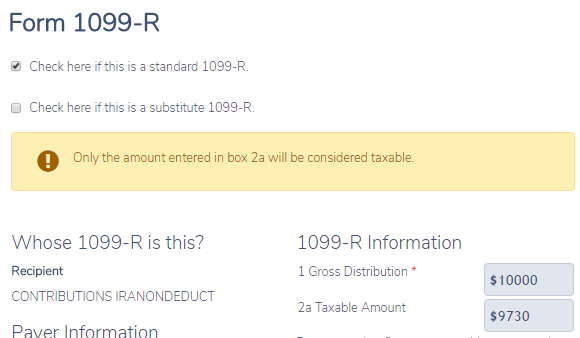 Form 1099-R
Check here if this is a standard 1099-R.
Check here if this is a substitute 1099-R.
Only the amount entered in box 2a will be considered taxable.
Whose 1099-R is this?
Recipient
CONTRIBUTIONS IRANONDEDUCT
Payer Information
1099-R Information
1 Gross Distribution *
$10000
2a Taxable Amount
$9730